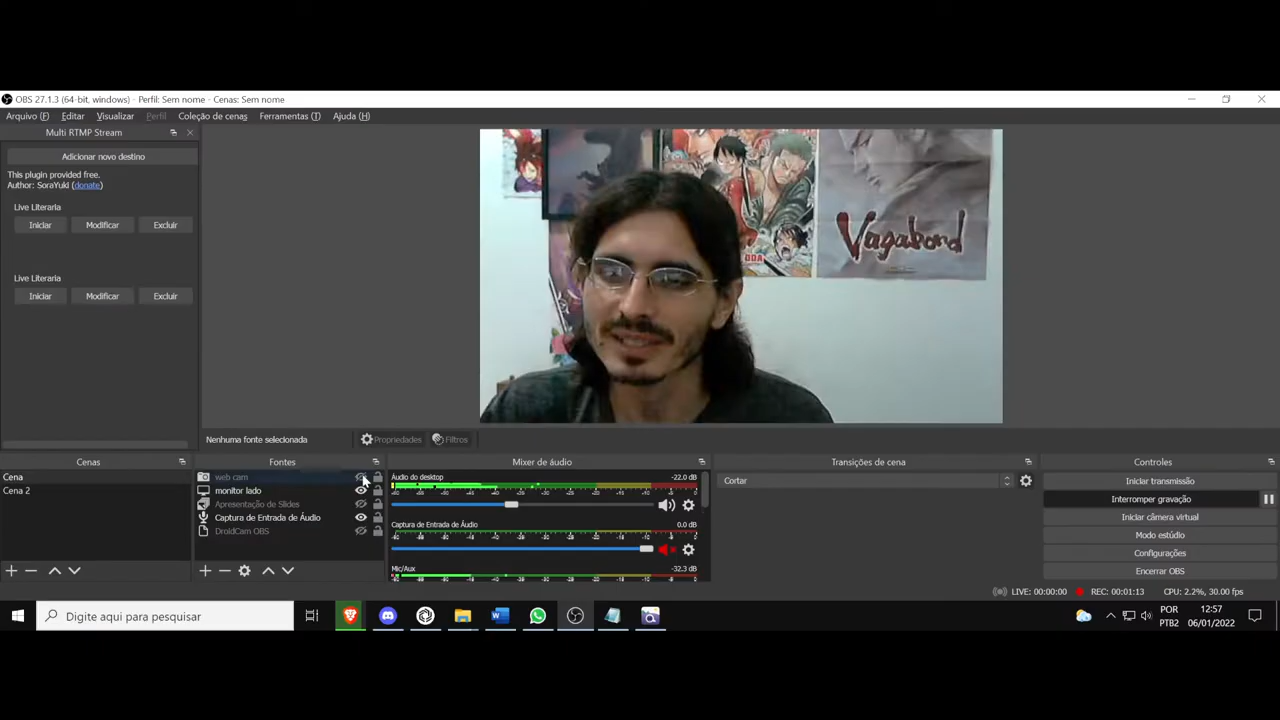 OBS 27.1.3 (64-bit, windows) - Perfil: Sem nome - Cenas: Sem nome
Arquivo (F) Editar Visualizar Perfil Coleção de cenas Ferramentas (T) Ajuda (H)
Multi RTMP Stream
Adicionar novo destino
This plugin provided free.
Author: SoraYuki (donate)
Live Literaria
Iniciar Modificar Excluir
Live Literaria
Iniciar Modificar Excluir
Vagabond
Nenhuma fonte selecionada Propriedades Filtros
Cenas
Cena
Cena 2
Fontes
web cam
monitor lado
Apresentação de Slides
Captura de Entrada de Áudio
DroidCam OBS
Mixer de áudio
Áudio do desktop -22.0 dB
Captura de Entrada de Áudio 0.0 dB
Mic/Aux -32.3 dB
Transições de cena
Cortar
Controles
Iniciar transmissão
Interromper gravação
Iniciar câmera virtual
Modo estúdio
Configurações
Encerrar OBS
LIVE: 00:00:00 REC: 00:01:13 CPU: 2.2%, 30.00 fps
Digite aqui para pesquisar
POR
PTB2
12:57
06/01/2022